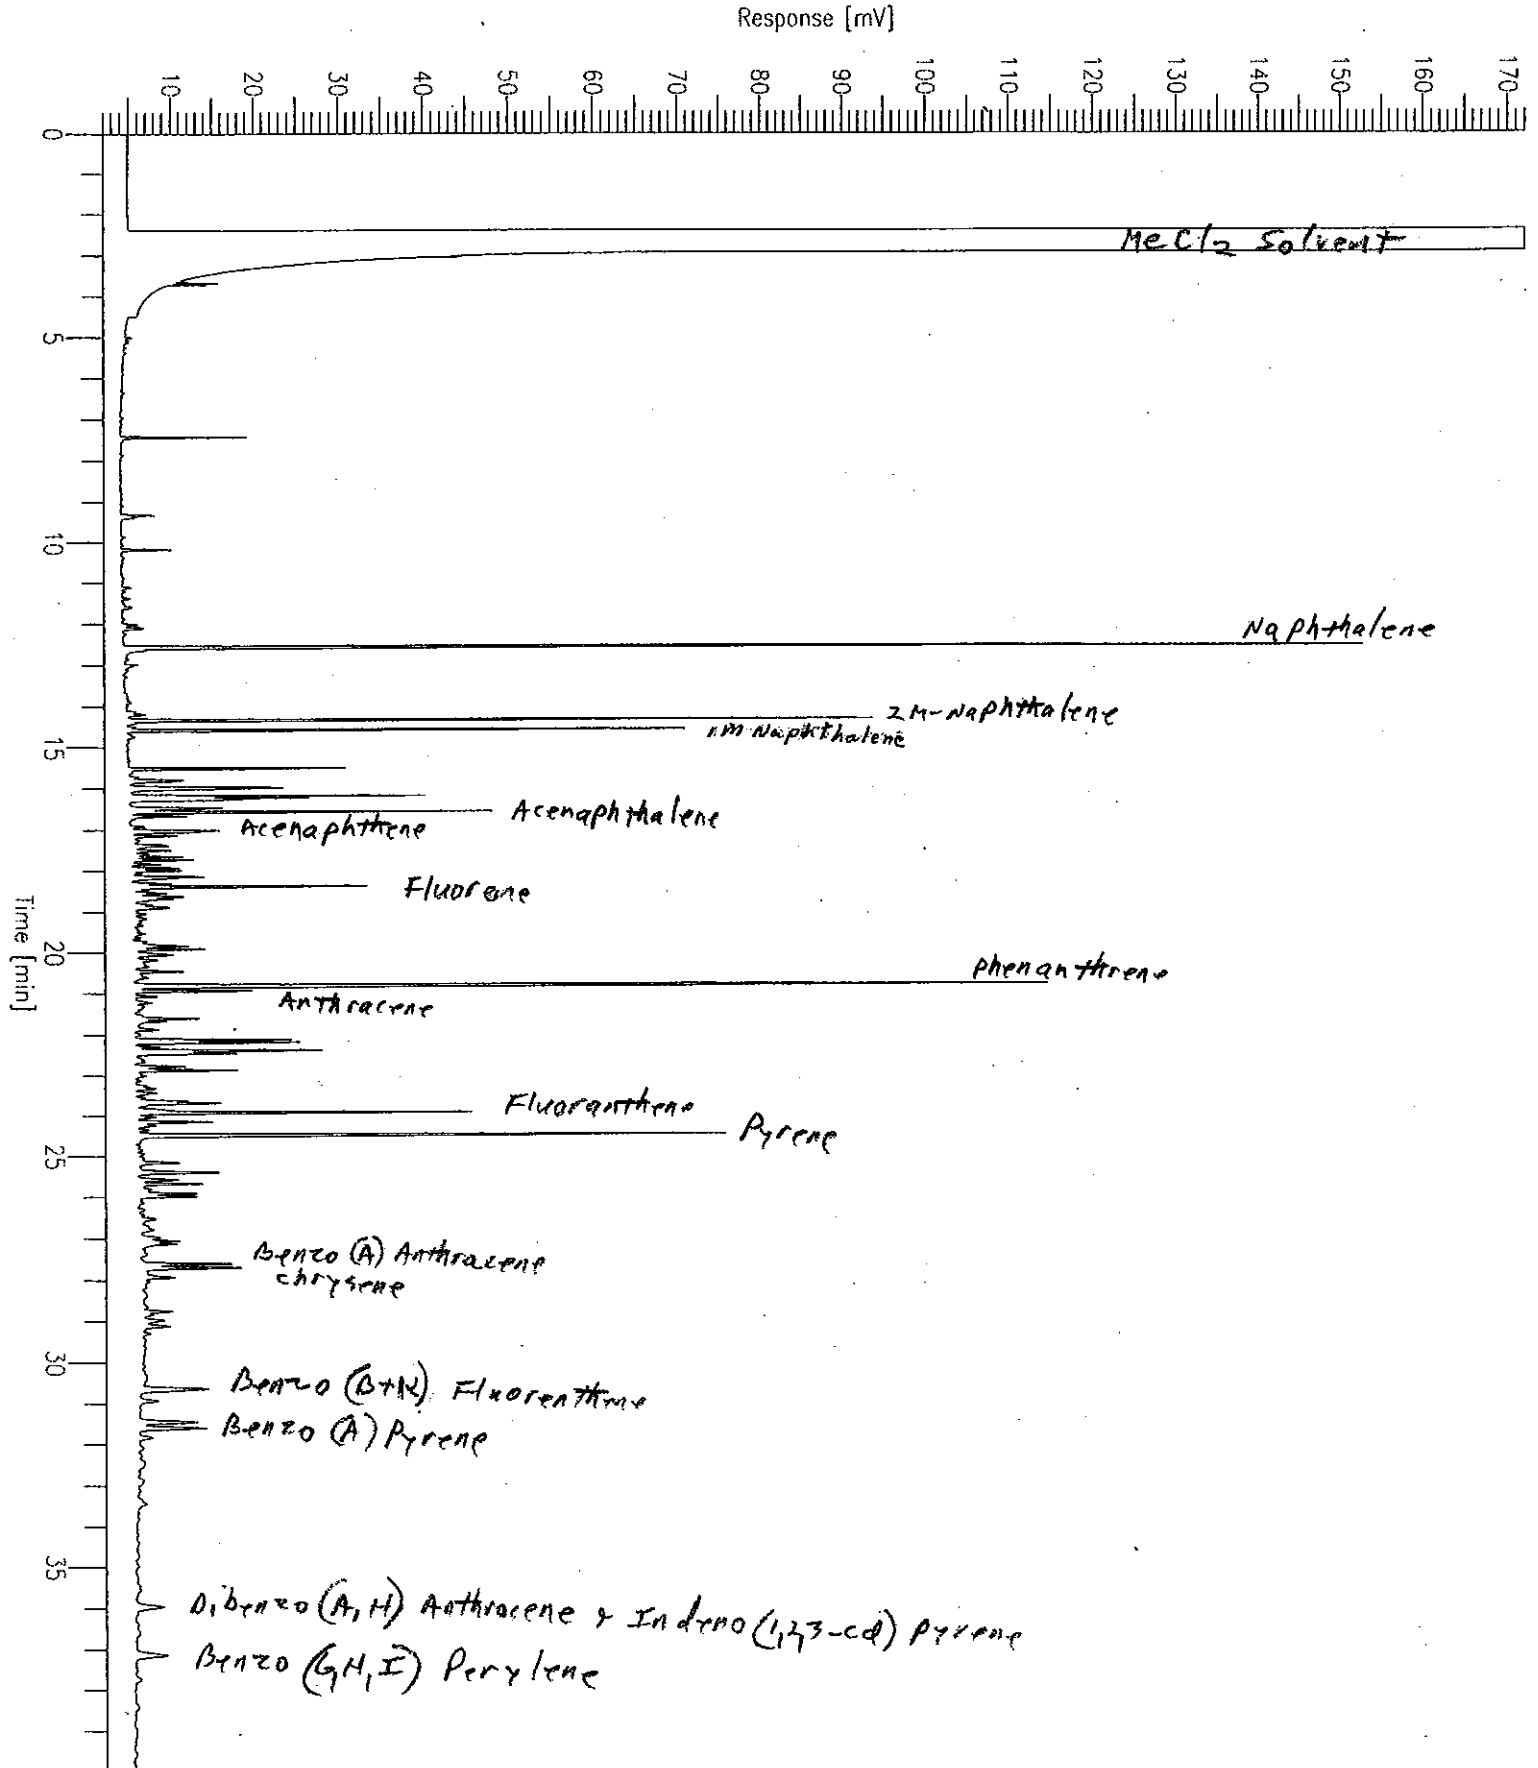 Response [mV]
10
20
30
40
50
60
70
80
90
100
110
120
130
140
150
160
170
0
MeCl2 Solvent
5
10
Naphthalene
2M-Naphthalene
1M-Napkthalene
15
Acenaphthalene
Acenaphthene
Fluorene
20
Time [min]
phenanthrene
Anthracene
Fluoranthene
Pyrene
25
Benzo (A) Anthracene
chrysene
30
Benzo (B+K) Fluorenthene
Benzo (A) Pyrene
35
Dibenzo (A,H) Anthracene & Indeno (1,2,3-cd) pyrene
Benzo (G,H,I) Perylene